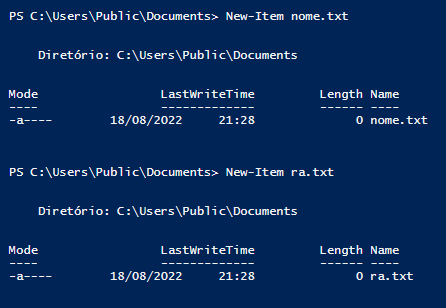 PS C:\Users\Public\Documents> New-Item nome.txt
Diretório: C:\Users\Public\Documents
Mode LastWriteTime Length Name
---- ------------- ------ ----
-a---- 18/08/2022 21:28 0 nome.txt
PS C:\Users\Public\Documents> New-Item ra.txt
Diretório: C:\Users\Public\Documents
Mode LastWriteTime Length Name
---- ------------- ------ ----
-a---- 18/08/2022 21:28 0 ra.txt